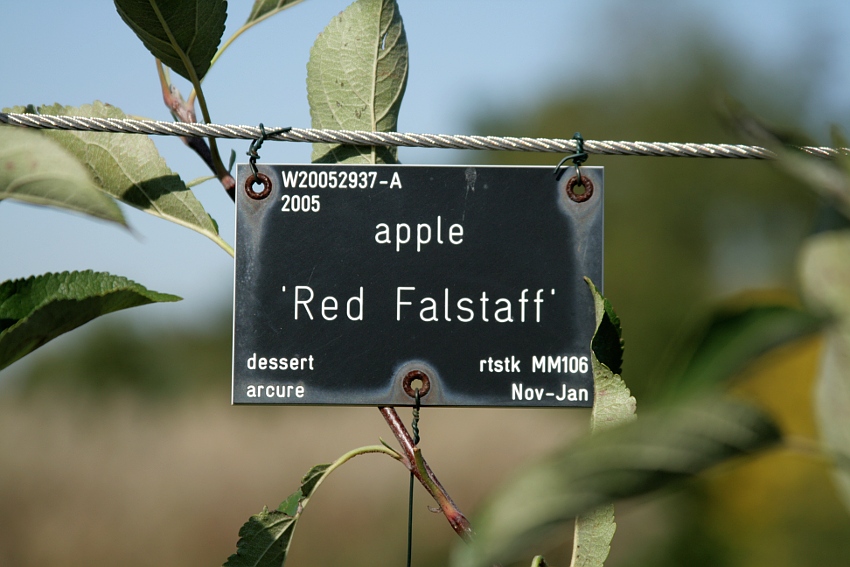 W20052937-A
2005
apple
'Red Falstaff'
dessert rtstk MM106
arcure Nov-Jan